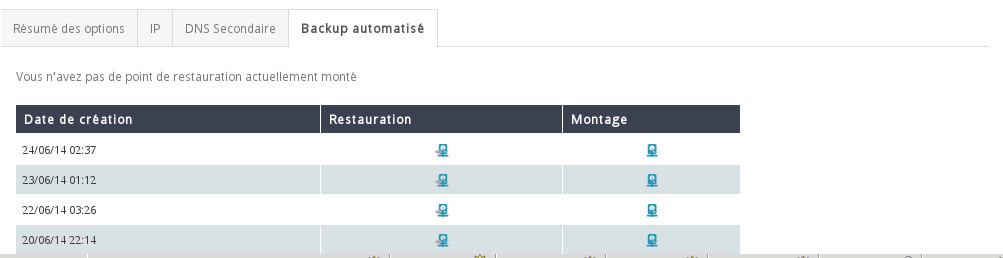 Résumé des options IP DNS Secondaire Backup automatisé
Vous n'avez pas de point de restauration actuellement monté
Date de création Restauration Montage
24/06/14 02:37
23/06/14 01:12
22/06/14 03:26
20/06/14 22:14